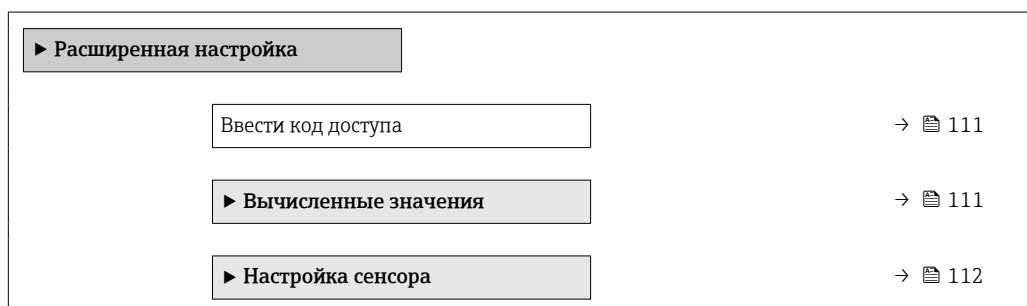 ▶ Расширенная настройка
Ввести код доступа → 111
▶ Вычисленные значения → 111
▶ Настройка сенсора → 112